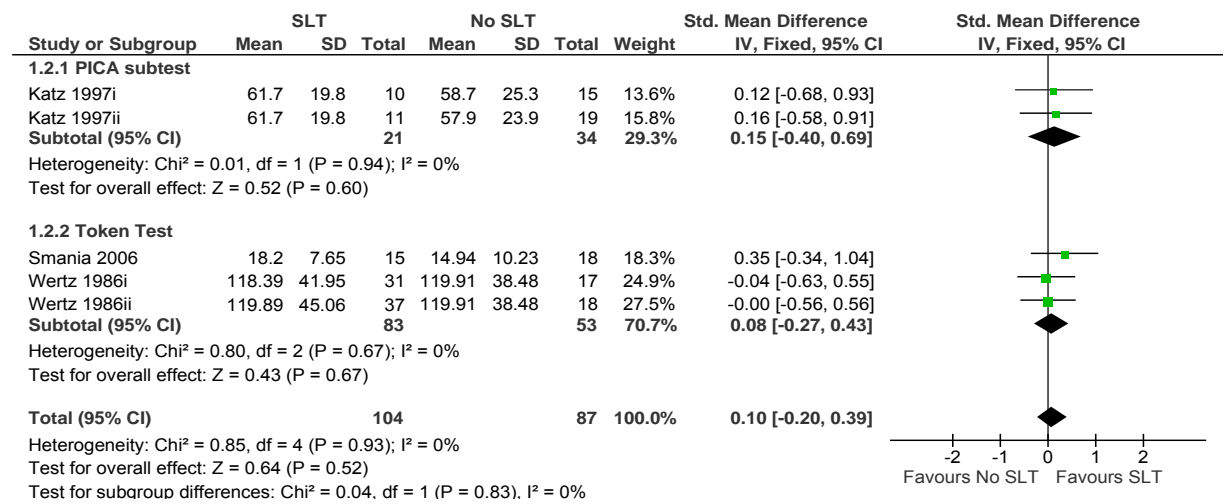 SLT No SLT Std. Mean Difference Std. Mean Difference
Study or Subgroup Mean SD Total Mean SD Total Weight IV, Fixed, 95% CI IV, Fixed, 95% CI
1.2.1 PICA subtest
Katz 1997i 61.7 19.8 10 58.7 25.3 15 13.6% 0.12 [-0.68, 0.93]
Katz 1997ii 61.7 19.8 11 57.9 23.9 19 15.8% 0.16 [-0.58, 0.91]
Subtotal (95% CI) 21 34 29.3% 0.15 [-0.40, 0.69]
Heterogeneity: Chi² = 0.01, df = 1 (P = 0.94); I² = 0%
Test for overall effect: Z = 0.52 (P = 0.60)
1.2.2 Token Test
Smania 2006 18.2 7.65 15 14.94 10.23 18 18.3% 0.35 [-0.34, 1.04]
Wertz 1986i 118.39 41.95 31 119.91 38.48 17 24.9% -0.04 [-0.63, 0.55]
Wertz 1986ii 119.89 45.06 37 119.91 38.48 18 27.5% -0.00 [-0.56, 0.56]
Subtotal (95% CI) 83 53 70.7% 0.08 [-0.27, 0.43]
Heterogeneity: Chi² = 0.80, df = 2 (P = 0.67); I² = 0%
Test for overall effect: Z = 0.43 (P = 0.67)
Total (95% CI) 104 87 100.0% 0.10 [-0.20, 0.39]
Heterogeneity: Chi² = 0.85, df = 4 (P = 0.93); I² = 0%
Test for overall effect: Z = 0.64 (P = 0.52)
Test for subgroup differences: Chi² = 0.04, df = 1 (P = 0.83), I² = 0%
-2 -1 0 1 2
Favours No SLT Favours SLT